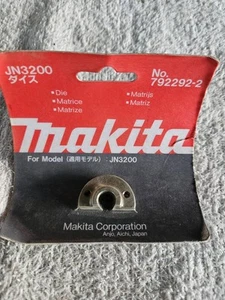 JN3200
ダイス
No.
792292-2
•Die •Matrija
•Matrice •Matriz
•Matrize
makita
For Model (適用モデル) JN3200
Makita Corporation
Anjo, Aichi, Japan